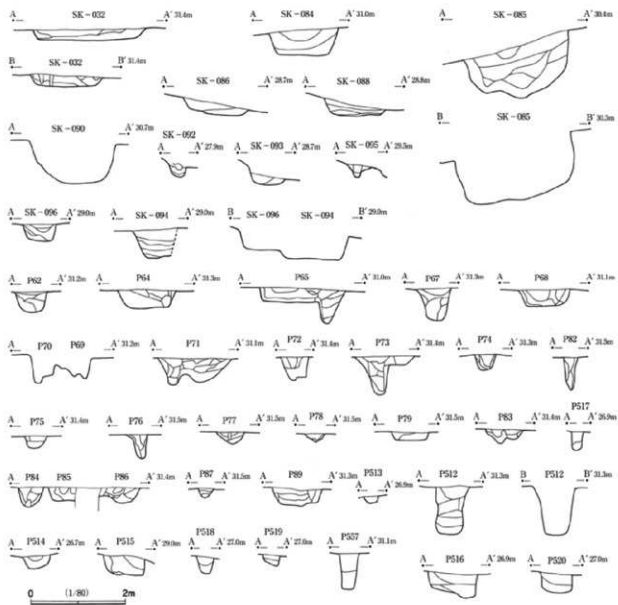 A SK-032 A' 31.4m
A SK-084 A' 31.0m
A SK-085 A' 30.4m
B SK-032 B' 31.4m
A SK-086 A' 28.7m
A SK-088 A' 28.8m
A SK-090 A' 30.7m
SK-092
A A' 27.9m
A SK-093 A' 28.7m
A SK-095 A' 29.5m
B SK-085 B' 30.3m
A SK-096 A' 29.0m
A SK-094 A' 29.0m
B SK-096 SK-094 B' 29.0m
A P62 A' 31.2m
A P64 A' 31.3m
A P65 A' 31.0m
A P67 A' 31.3m
A P68 A' 31.1m
A P70 P69 A' 31.2m
A P71 A' 31.1m
A P72 A' 31.4m
A P73 A' 31.4m
A P74 A' 31.3m
A P82 A' 31.5m
A P75 A' 31.4m
A P76 A' 31.5m
A P77 A' 31.5m
A P78 A' 31.5m
A P79 A' 31.5m
A P83 A' 31.4m
P517
A A' 26.9m
A P84 P85 P86 A' 31.4m
A P87 A' 31.5m
A P89 A' 31.3m
P513
A A' 26.9m
A P512 A' 31.3m
B P512 B' 31.3m
A P514 A' 26.7m
A P515 A' 29.0m
P518
A A' 27.0m
P519
A A' 27.0m
A P557 A' 31.1m
A P516 A' 26.9m
A P520 A' 27.0m
0 (1/80) 2m